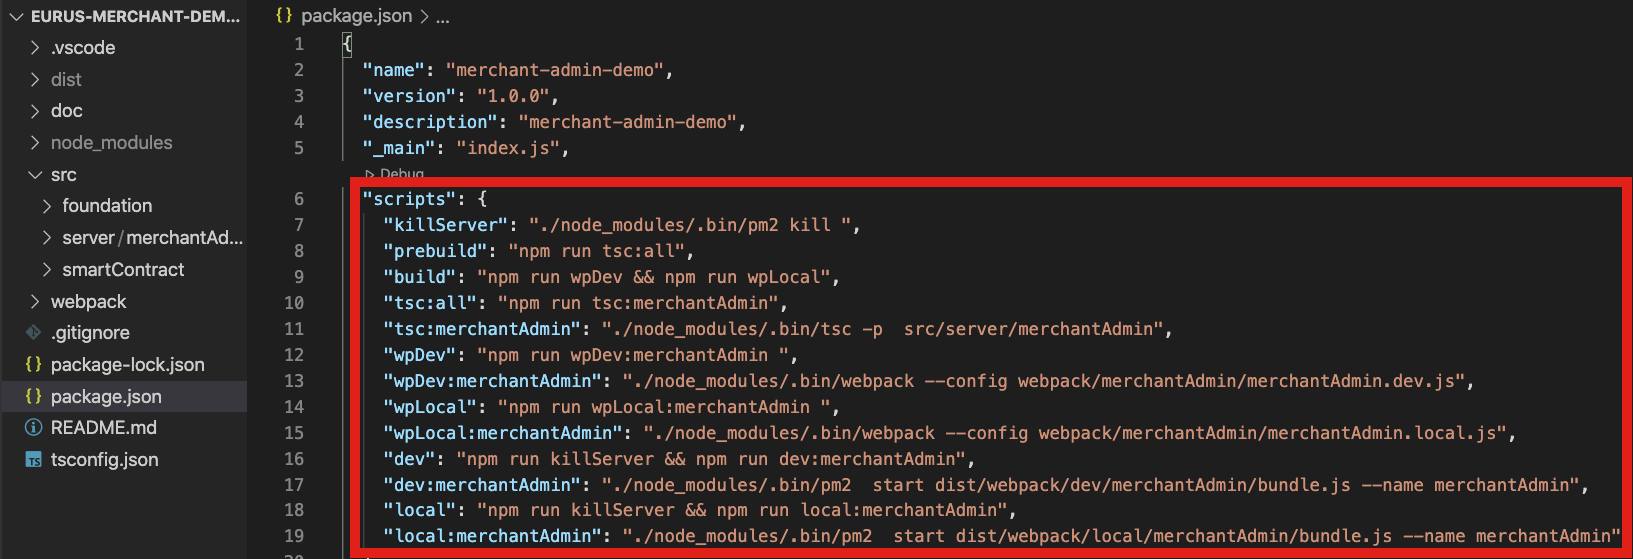 EURUS-MERCHANT-DEM...
.vscode
dist
doc
node_modules
src
foundation
server/merchantAd...
smartContract
webpack
.gitignore
{} package-lock.json
{} package.json
README.md
TS tsconfig.json
{} package.json > ...
1 {
2 "name": "merchant-admin-demo",
3 "version": "1.0.0",
4 "description": "merchant-admin-demo",
5 "_main": "index.js",
Debug
6 "scripts": {
7 "killServer": "./node_modules/.bin/pm2 kill ",
8 "prebuild": "npm run tsc:all",
9 "build": "npm run wpDev && npm run wpLocal",
10 "tsc:all": "npm run tsc:merchantAdmin",
11 "tsc:merchantAdmin": "./node_modules/.bin/tsc -p  src/server/merchantAdmin",
12 "wpDev": "npm run wpDev:merchantAdmin ",
13 "wpDev:merchantAdmin": "./node_modules/.bin/webpack --config webpack/merchantAdmin/merchantAdmin.dev.js",
14 "wpLocal": "npm run wpLocal:merchantAdmin ",
15 "wpLocal:merchantAdmin": "./node_modules/.bin/webpack --config webpack/merchantAdmin/merchantAdmin.local.js",
16 "dev": "npm run killServer && npm run dev:merchantAdmin",
17 "dev:merchantAdmin": "./node_modules/.bin/pm2  start dist/webpack/dev/merchantAdmin/bundle.js --name merchantAdmin",
18 "local": "npm run killServer && npm run local:merchantAdmin",
19 "local:merchantAdmin": "./node_modules/.bin/pm2  start dist/webpack/local/merchantAdmin/bundle.js --name merchantAdmin"